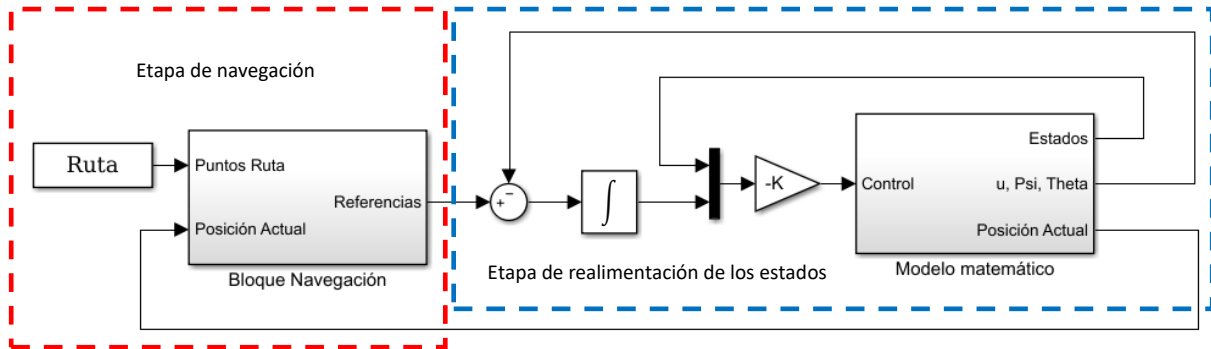 Etapa de navegación
Ruta
Puntos Ruta
Referencias
Posición Actual
Bloque Navegación
+
−
∫
-K
Control
Estados
u, Psi, Theta
Posición Actual
Modelo matemático
Etapa de realimentación de los estados